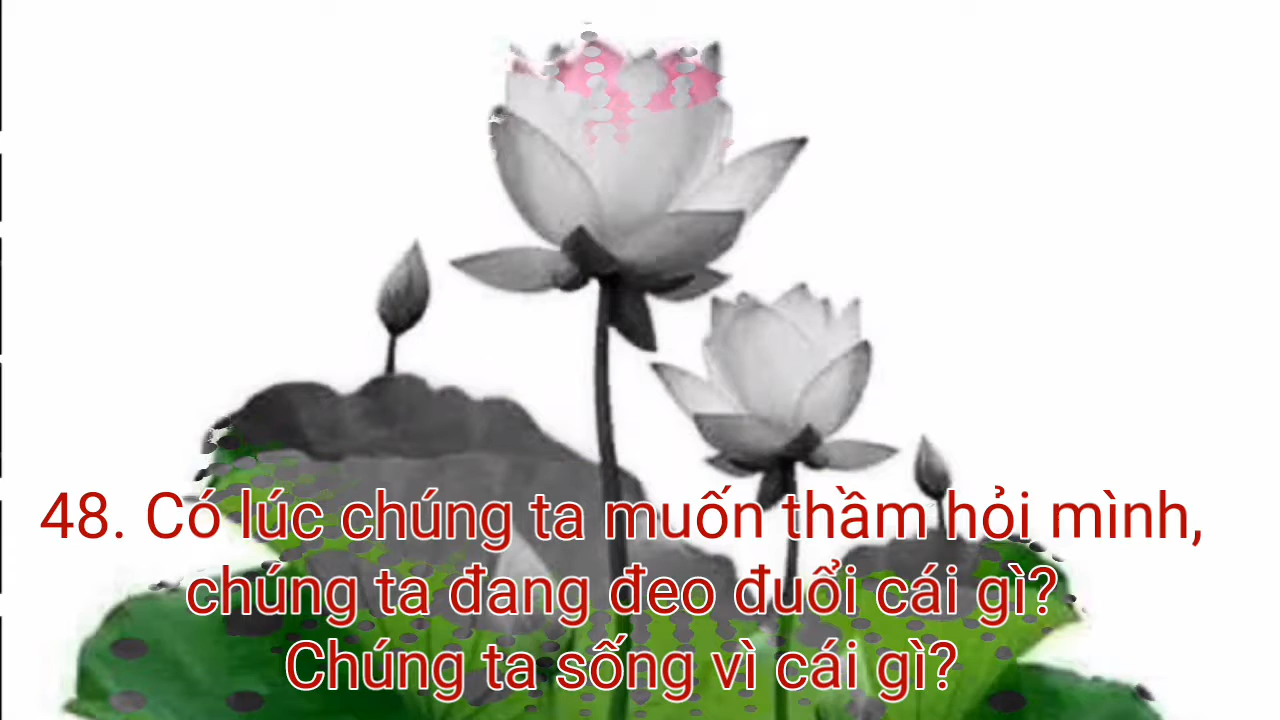 48. Có lúc chúng ta muốn thầm hỏi mình,
chúng ta đang đeo đuổi cái gì?
Chúng ta sống vì cái gì?